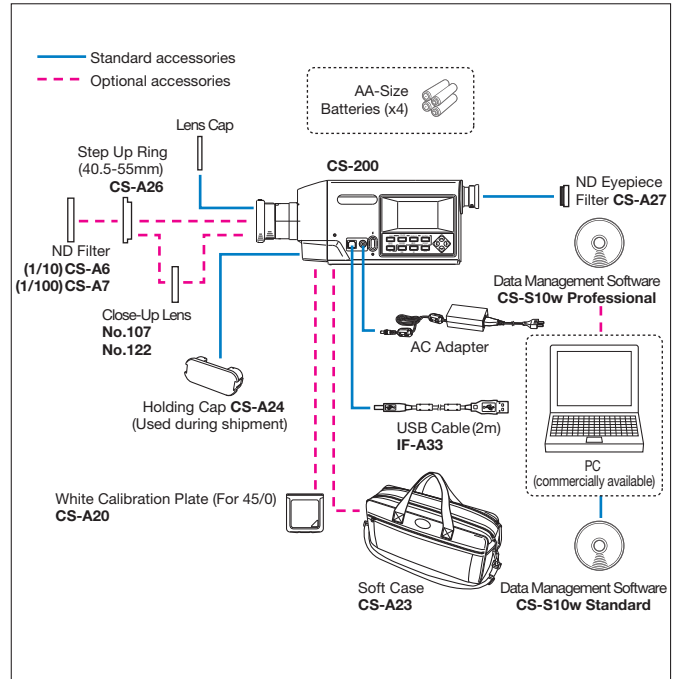 Standard accessories
Optional accessories
AA-Size
Batteries (x4)
Lens Cap
Step Up Ring
(40.5-55mm)
CS-A26
CS-200
ND Eyepiece
Filter CS-A27
ND Filter
(1/10) CS-A6
(1/100) CS-A7
Close-Up Lens
No.107
No.122
Data Management Software
CS-S10w Professional
AC Adapter
Holding Cap CS-A24
(Used during shipment)
USB Cable (2m)
IF-A33
PC
(commercially available)
White Calibration Plate (For 45/0)
CS-A20
Soft Case
CS-A23
Data Management Software
CS-S10w Standard